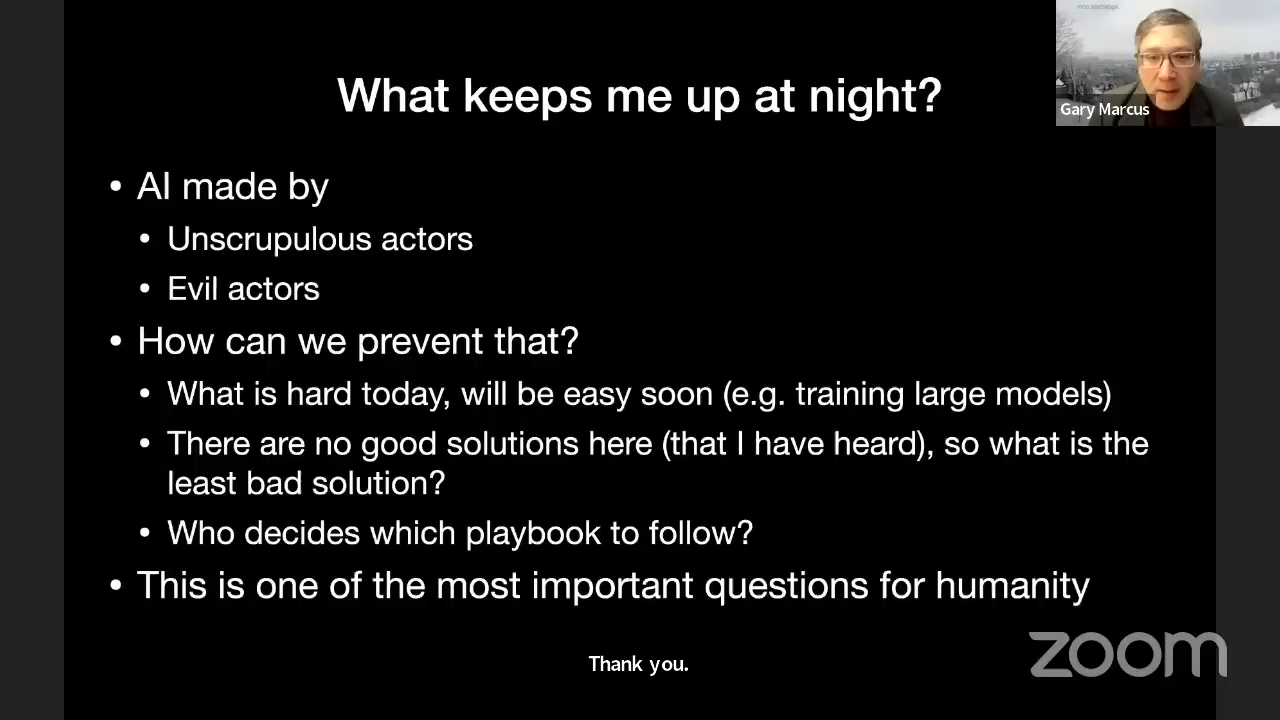 What keeps me up at night?
Gary Marcus
• AI made by
• Unscrupulous actors
• Evil actors
• How can we prevent that?
• What is hard today, will be easy soon (e.g. training large models)
• There are no good solutions here (that I have heard), so what is the
least bad solution?
• Who decides which playbook to follow?
• This is one of the most important questions for humanity
zoom
Thank you.